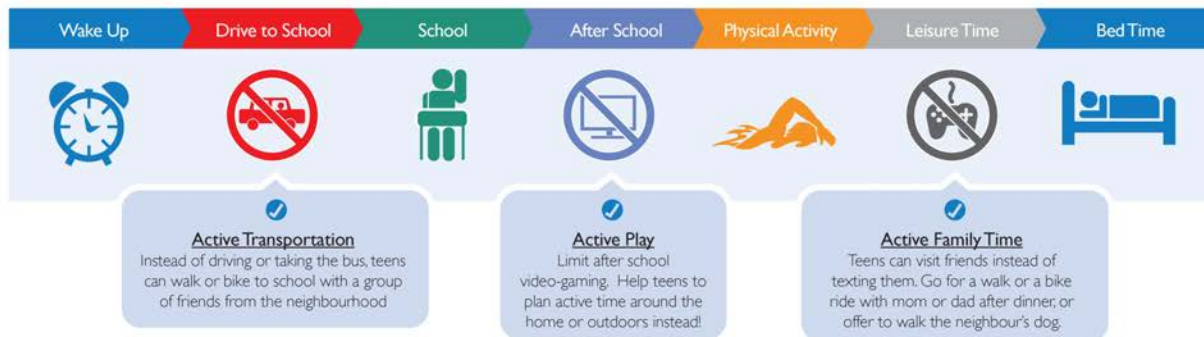 Wake Up
Drive to School
School
After School
Physical Activity
Leisure Time
Bed Time
Active Transportation
Instead of driving or taking the bus, teens
can walk or bike to school with a group
of friends from the neighbourhood
Active Play
Limit after school
video-gaming. Help teens to
plan active time around the
home or outdoors instead!
Active Family Time
Teens can visit friends instead of
texting them. Go for a walk or a bike
ride with mom or dad after dinner, or
offer to walk the neighbour's dog.